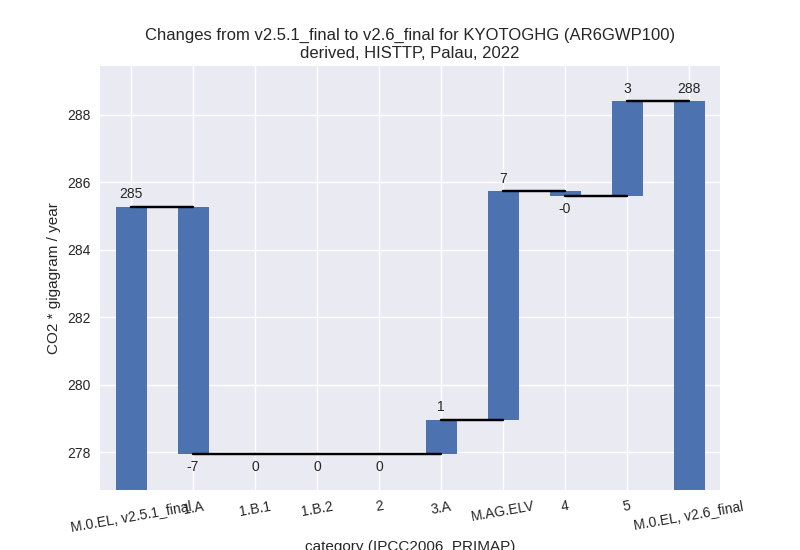 Changes from v2.5.1_final to v2.6_final for KYOTOGHG (AR6GWP100)
derived, HISTTP, Palau, 2022
CO2 * gigagram / year
288
286
284
282
280
278
285
-7
0
0
0
1
7
-0
3
288
M.0.EL, v2.5.1_final
1.A
1.B.1
1.B.2
2
3.A
M.AG.ELV
4
5
M.0.EL, v2.6_final
category (IPCC2006_PRIMAP)